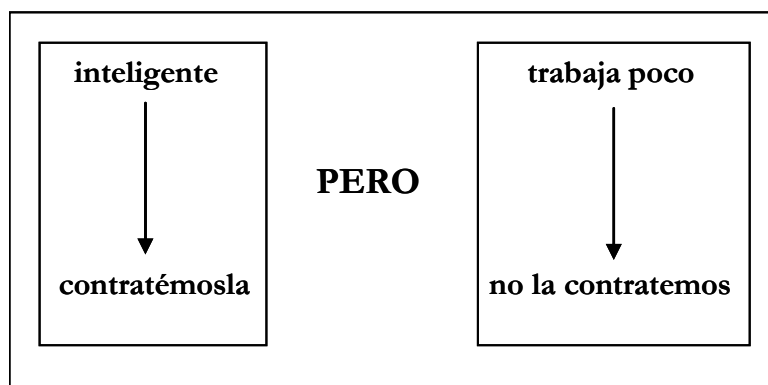 inteligente
trabaja poco
PERO
contratémosla
no la contratemos